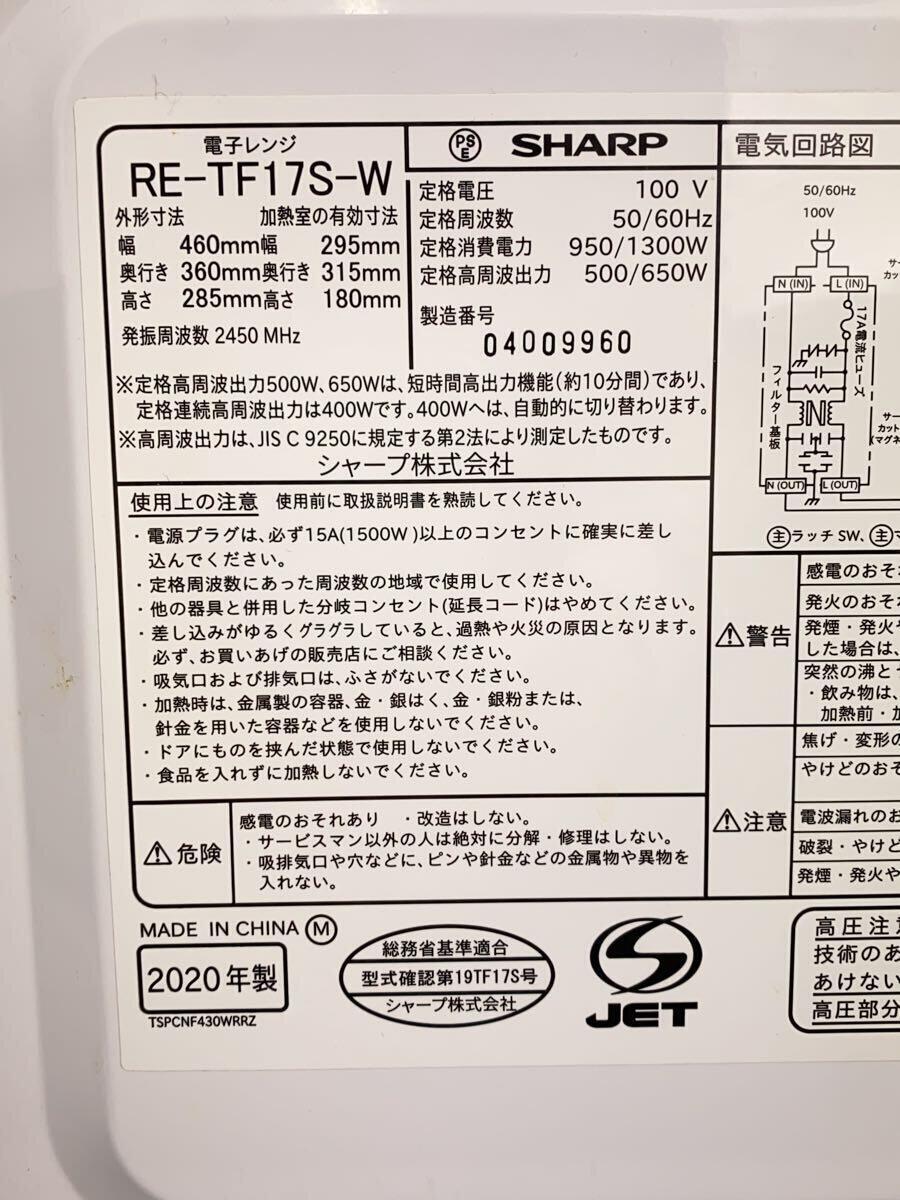 電子レンジ
RE-TF17S-W
外形寸法 加熱室の有効寸法
幅 460mm 幅 295mm
奥行き 360mm 奥行き 315mm
高さ 285mm 高さ 180mm
発振周波数 2450 MHz
PS
E
SHARP
定格電圧 100 V
定格周波数 50/60Hz
定格消費電力 950/1300W
定格高周波出力 500/650W
製造番号
04009960
※定格高周波出力500W、650Wは、短時間高出力機能(約10分間)であり、
定格連続高周波出力は400Wです。400Wへは、自動的に切り替わります。
※高周波出力は、JIS C 9250に規定する第2法により測定したものです。
シャープ株式会社
使用上の注意 使用前に取扱説明書を熟読してください。
・電源プラグは、必ず15A(1500W)以上のコンセントに確実に差し
込んでください。
・定格周波数にあった周波数の地域で使用してください。
・他の器具と併用した分岐コンセント(延長コード)はやめてください。
・差し込みがゆるくグラグラしていると、過熱や火災の原因となります。
必ず、お買いあげの販売店にご相談ください。
・吸気口および排気口は、ふさがないでください。
・加熱時は、金属製の容器、金・銀はく、金・銀粉または、
針金を用いた容器などを使用しないでください。
・ドアにものを挟んだ状態で使用しないでください。
・食品を入れずに加熱しないでください。
⚠危険
感電のおそれあり ・改造はしない。
・サービスマン以外の人は絶対に分解・修理はしない。
・吸排気口や穴などに、ピンや針金などの金属物や異物を
入れない。
MADE IN CHINA Ⓜ
2020年製
TSPCNF430WRRZ
総務省基準適合
型式確認第19TF17S号
シャープ株式会社
S
JET
電気回路図
50/60Hz
100V
サー
カッ
N (IN)
L (IN)
17A電流ヒューズ
フィルター基板
サー
カット
(マグネ
N (OUT)
L (OUT)
主ラッチ SW、主マ
⚠警告
感電のおそれ
発火のおそれ
発煙・発火や
した場合は、
突然の沸とう
・飲み物は、
加熱前・加
⚠注意
焦げ・変形の
やけどのおそ
電波漏れのお
破裂・やけど
発煙・発火や
高圧注意
技術のあ
あけない
高圧部分